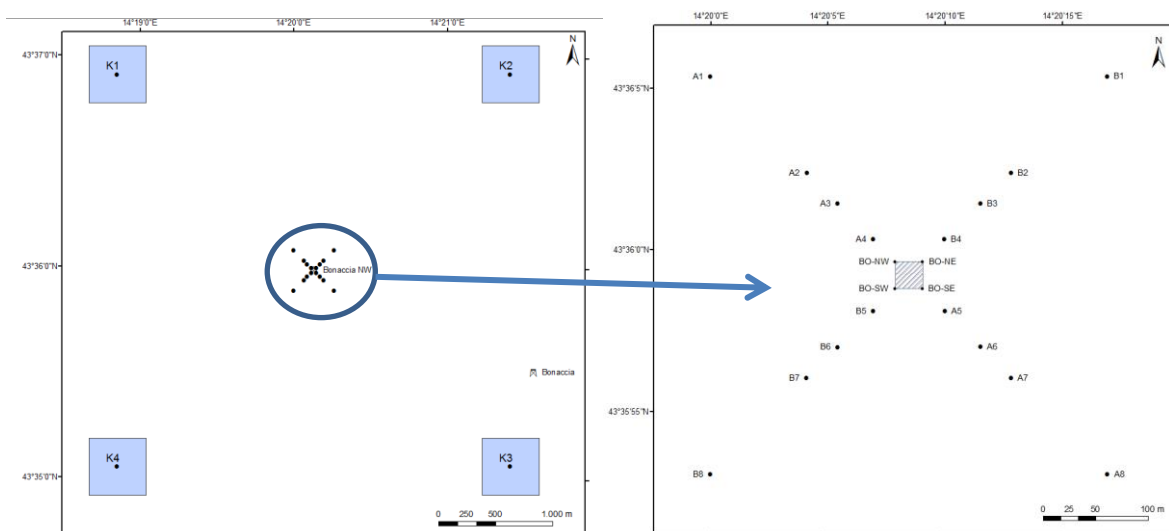 14°19'0"E 14°20'0"E 14°21'0"E
43°37'0"N
K1
K2
N
43°36'0"N
Bonaccia NW
Bonaccia
43°35'0"N
K4
K3
0 250 500 1.000 m
14°20'0"E 14°20'5"E 14°20'10"E 14°20'15"E
N
A1
B1
43°36'5"N
A2
B2
A3
B3
A4
B4
43°36'0"N
BO-NW
BO-NE
BO-SW
BO-SE
B5
A5
B6
A6
B7
A7
43°35'55"N
B8
A8
0 25 50 100 m